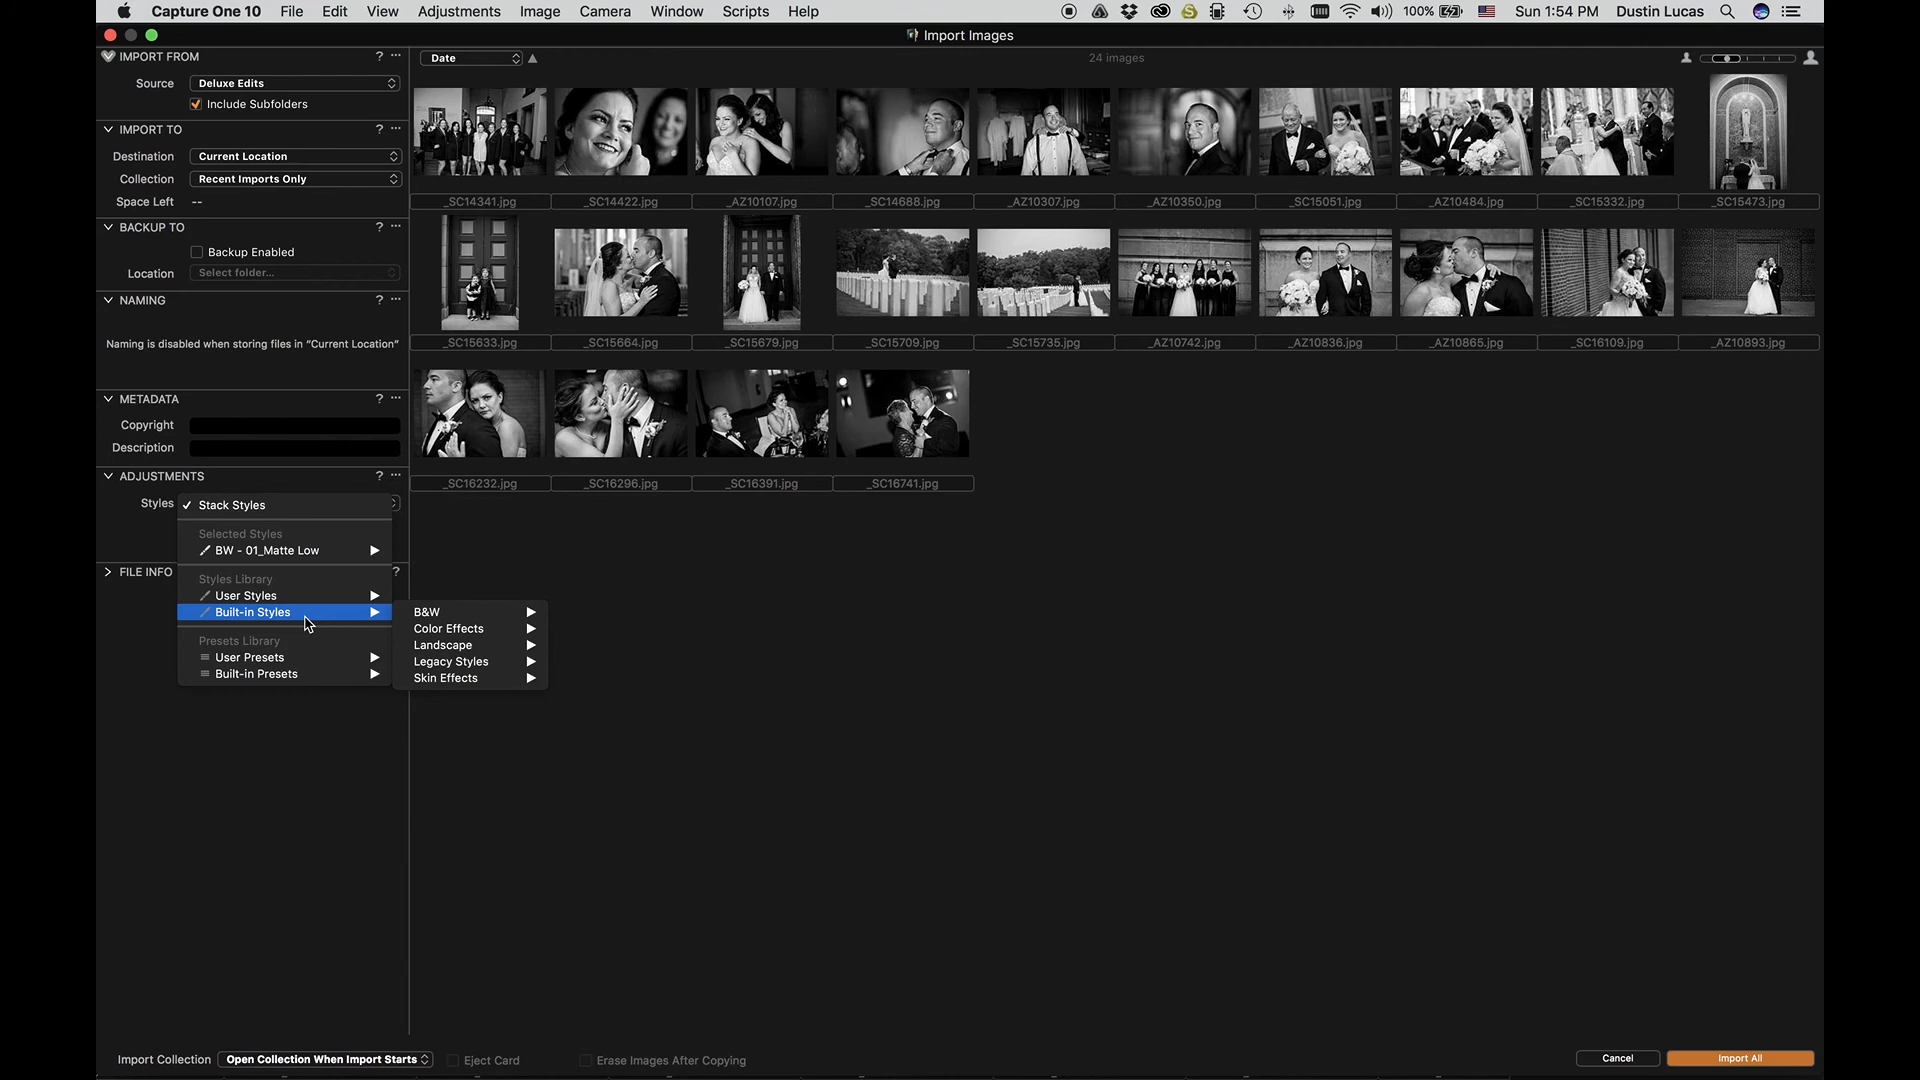 Capture One 10 File Edit View Adjustments Image Camera Window Scripts Help 100% Sun 1:54 PM Dustin Lucas
Import Images
IMPORT FROM ? ...
Source Deluxe Edits
Include Subfolders
IMPORT TO ? ...
Destination Current Location
Collection Recent Imports Only
Space Left --
BACKUP TO ? ...
Backup Enabled
Location Select folder...
NAMING ? ...
Naming is disabled when storing files in "Current Location"
METADATA ? ...
Copyright
Description
ADJUSTMENTS ? ...
Styles ✓ Stack Styles
Selected Styles
BW - 01_Matte Low
Styles Library
User Styles
Built-in Styles
Presets Library
User Presets
Built-in Presets
B&W
Color Effects
Landscape
Legacy Styles
Skin Effects
FILE INFO ?
Date 24 images
_SC14341.jpg _SC14422.jpg _AZ10107.jpg _SC14688.jpg _AZ10307.jpg _AZ10350.jpg _SC15051.jpg _AZ10484.jpg _SC15332.jpg _SC15473.jpg
_SC15633.jpg _SC15664.jpg _SC15679.jpg _SC15709.jpg _SC15735.jpg _AZ10742.jpg _AZ10836.jpg _AZ10865.jpg _SC16109.jpg _AZ10893.jpg
_SC16232.jpg _SC16296.jpg _SC16391.jpg _SC16741.jpg
Import Collection Open Collection When Import Starts Eject Card Erase Images After Copying Cancel Import All